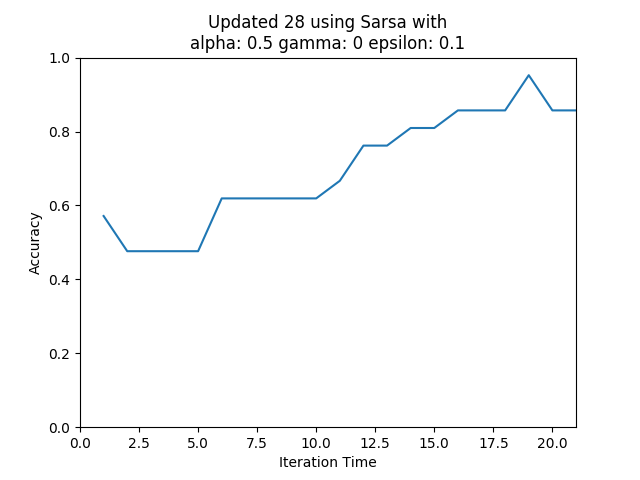 Updated 28 using Sarsa with
alpha: 0.5 gamma: 0 epsilon: 0.1
1.0
0.8
0.6
0.4
0.2
0.0
Accuracy
0.0 2.5 5.0 7.5 10.0 12.5 15.0 17.5 20.0
Iteration Time